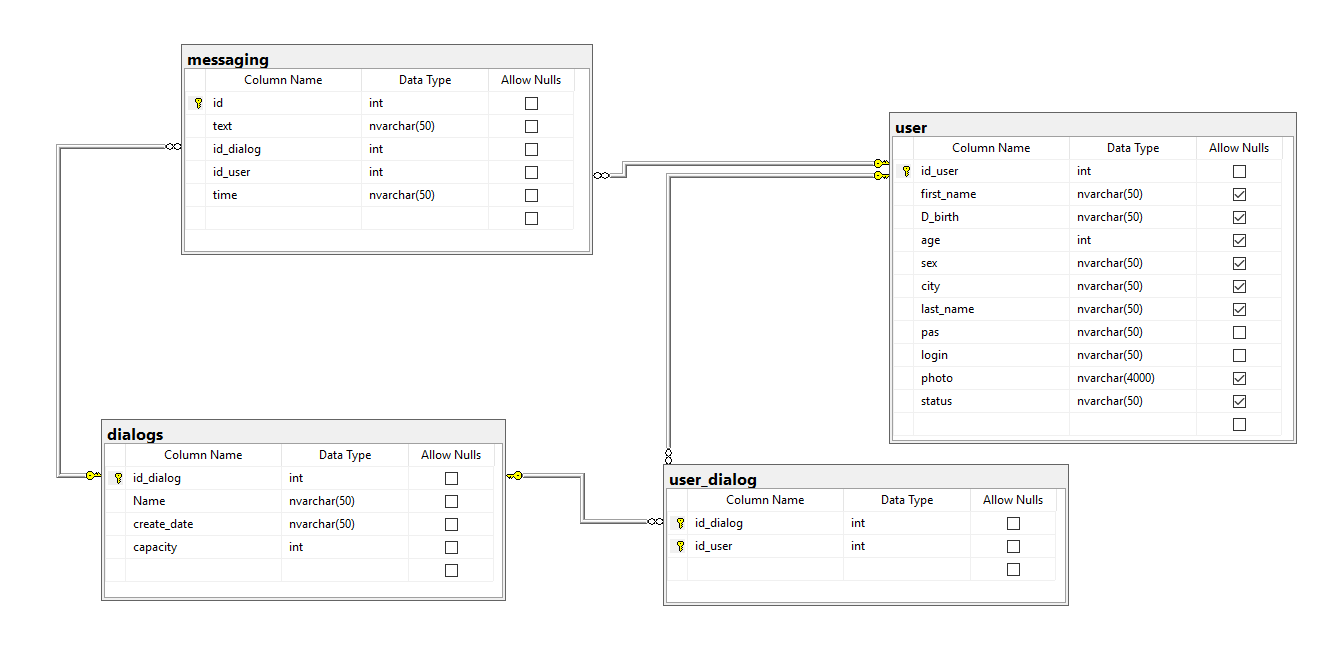 messaging
Column Name Data Type Allow Nulls
id int
text nvarchar(50)
id_dialog int
id_user int
time nvarchar(50)
user
Column Name Data Type Allow Nulls
id_user int
first_name nvarchar(50)
D_birth nvarchar(50)
age int
sex nvarchar(50)
city nvarchar(50)
last_name nvarchar(50)
pas nvarchar(50)
login nvarchar(50)
photo nvarchar(4000)
status nvarchar(50)
dialogs
Column Name Data Type Allow Nulls
id_dialog int
Name nvarchar(50)
create_date nvarchar(50)
capacity int
user_dialog
Column Name Data Type Allow Nulls
id_dialog int
id_user int